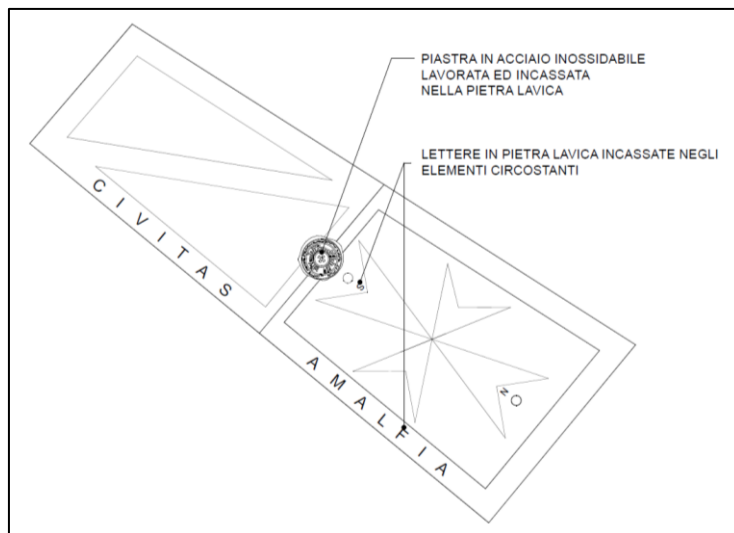 PIASTRA IN ACCIAIO INOSSIDABILE
LAVORATA ED INCASSATA
NELLA PIETRA LAVICA
LETTERE IN PIETRA LAVICA INCASSATE NEGLI
ELEMENTI CIRCOSTANTI
CIVITAS
S
AMALFIA
N